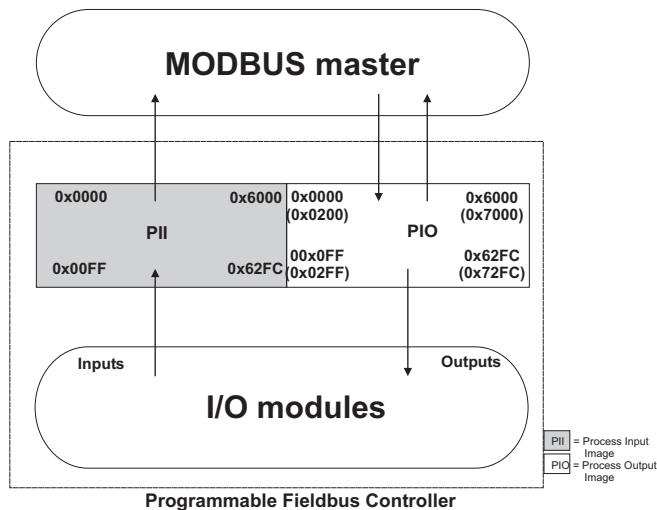 MODBUS master
0x0000 0x6000 0x0000 0x6000
(0x0200) (0x7000)
PII PIO
0x00FF 0x62FC 00x0FF 0x62FC
(0x02FF) (0x72FC)
Inputs Outputs
I/O modules
PII = Process Input
Image
PIO = Process Output
Image
Programmable Fieldbus Controller